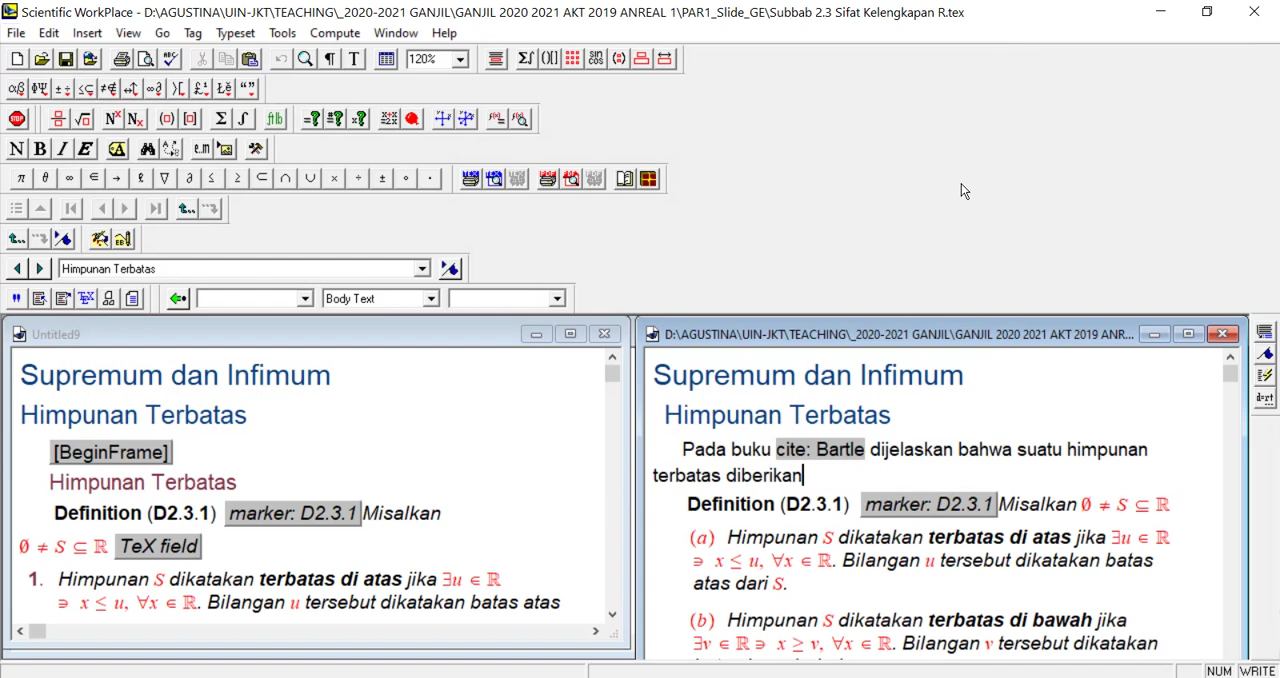 Scientific WorkPlace - D:\AGUSTINA\UIN-JKT\TEACHING\_2020-2021 GANJIL\GANJIL 2020 2021 AKT 2019 ANREAL 1\PAR1_Slide_GE\Subbab 2.3 Sifat Kelengkapan R.tex
File Edit Insert View Go Tag Typeset Tools Compute Window Help
120%
N B I E
π θ ∞ ∈ → ℓ ∇ ∂ ≤ ≥ ⊂ ∩ ∪ × ÷ ± ∘ ·
Himpunan Terbatas
Body Text
Untitled9
Supremum dan Infimum
Himpunan Terbatas
[BeginFrame]
Himpunan Terbatas
Definition (D2.3.1) marker: D2.3.1 Misalkan
∅ ≠ S ⊆ ℝ TeX field
1. Himpunan S dikatakan terbatas di atas jika ∃u ∈ ℝ
∋ x ≤ u, ∀x ∈ ℝ. Bilangan u tersebut dikatakan batas atas
D:\AGUSTINA\UIN-JKT\TEACHING\_2020-2021 GANJIL\GANJIL 2020 2021 AKT 2019 ANR...
Supremum dan Infimum
Himpunan Terbatas
Pada buku cite: Bartle dijelaskan bahwa suatu himpunan
terbatas diberikan
Definition (D2.3.1) marker: D2.3.1 Misalkan ∅ ≠ S ⊆ ℝ
(a) Himpunan S dikatakan terbatas di atas jika ∃u ∈ ℝ
∋ x ≤ u, ∀x ∈ ℝ. Bilangan u tersebut dikatakan batas
atas dari S.
(b) Himpunan S dikatakan terbatas di bawah jika
∃v ∈ ℝ ∋ x ≥ v, ∀x ∈ ℝ. Bilangan v tersebut dikatakan
NUM WRITE